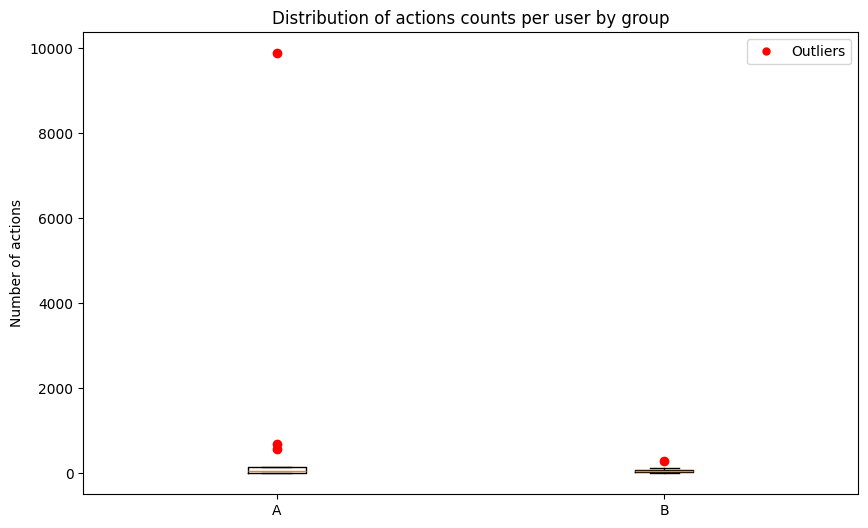 Distribution of actions counts per user by group
Outliers
Number of actions
10000
8000
6000
4000
2000
0
A
B